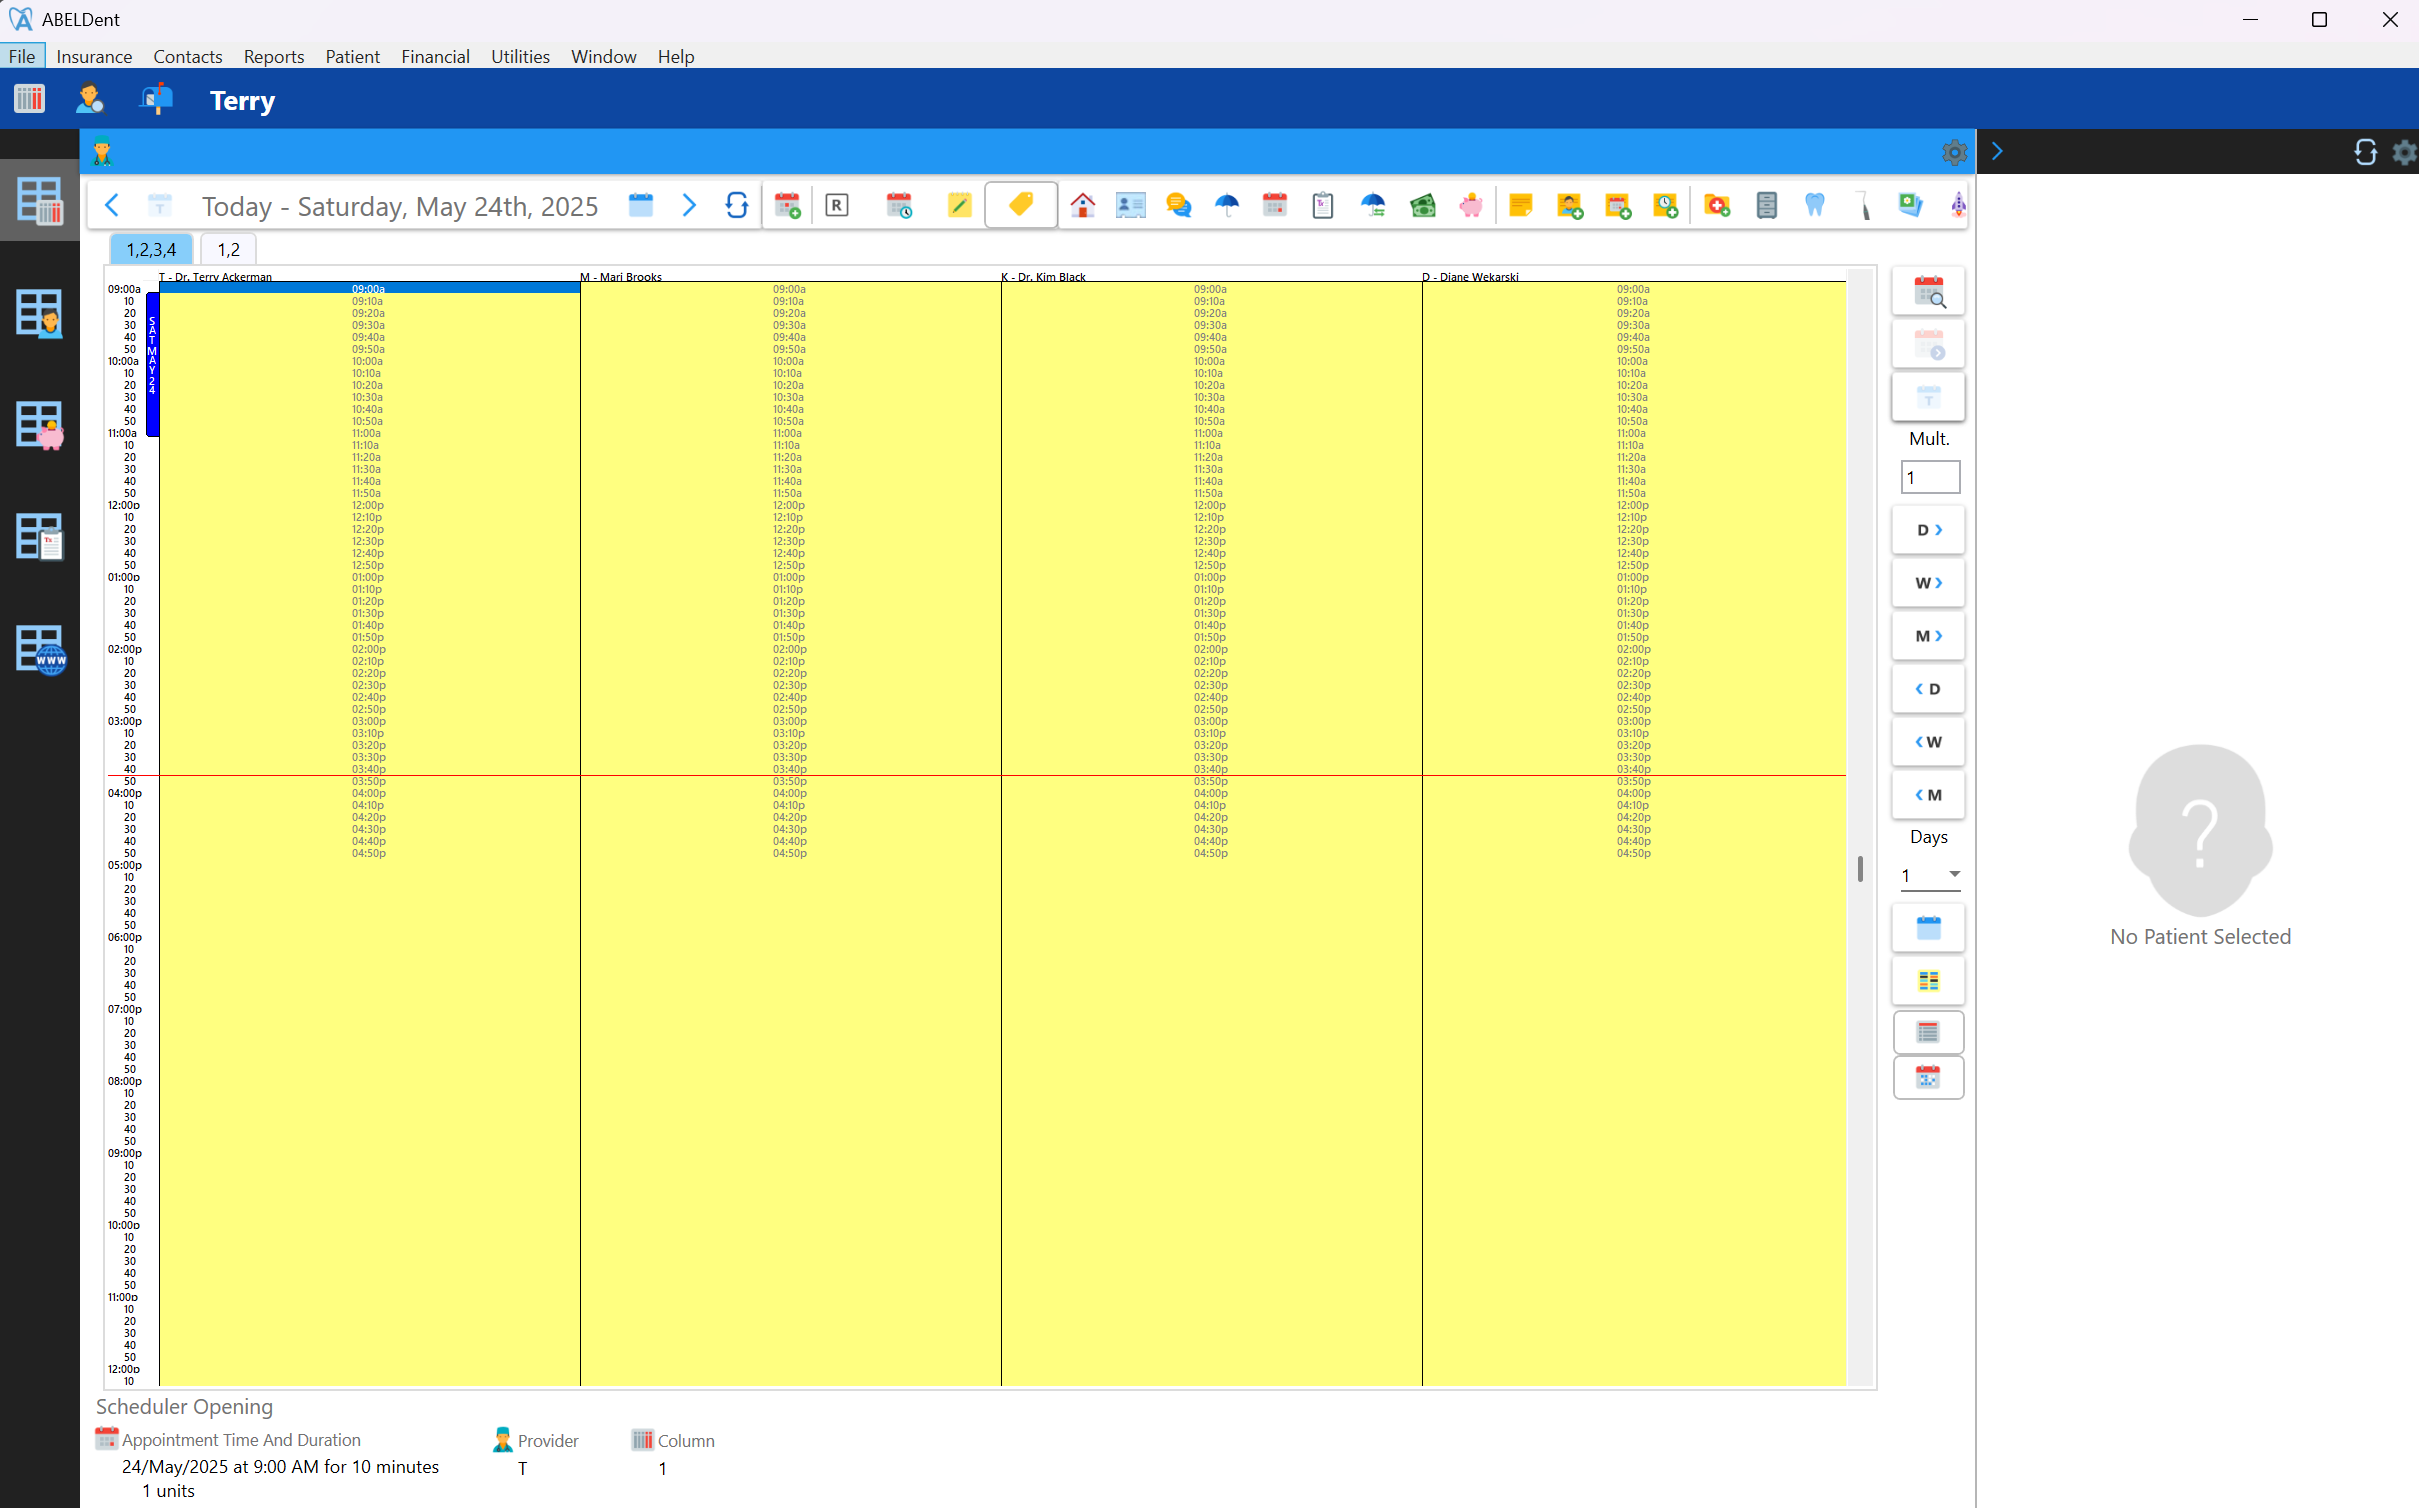 ABELDent
File Insurance Contacts Reports Patient Financial Utilities Window Help
Terry
T Today - Saturday, May 24th, 2025 R
1,2,3,4 1,2
T - Dr. Terry Ackerman M - Mari Brooks K - Dr. Kim Black D - Diane Wekarski
09:00a 09:00a 09:00a 09:00a 09:00a
10 09:10a 09:10a 09:10a 09:10a
20 09:20a 09:20a 09:20a 09:20a
30 09:30a 09:30a 09:30a 09:30a
40 09:40a 09:40a 09:40a 09:40a
50 09:50a 09:50a 09:50a 09:50a
10:00a 10:00a 10:00a 10:00a 10:00a
10 10:10a 10:10a 10:10a 10:10a
20 10:20a 10:20a 10:20a 10:20a
30 10:30a 10:30a 10:30a 10:30a
40 10:40a 10:40a 10:40a 10:40a
50 10:50a 10:50a 10:50a 10:50a
11:00a 11:00a 11:00a 11:00a 11:00a
10 11:10a 11:10a 11:10a 11:10a
20 11:20a 11:20a 11:20a 11:20a
30 11:30a 11:30a 11:30a 11:30a
40 11:40a 11:40a 11:40a 11:40a
50 11:50a 11:50a 11:50a 11:50a
12:00p 12:00p 12:00p 12:00p 12:00p
10 12:10p 12:10p 12:10p 12:10p
20 12:20p 12:20p 12:20p 12:20p
30 12:30p 12:30p 12:30p 12:30p
40 12:40p 12:40p 12:40p 12:40p
50 12:50p 12:50p 12:50p 12:50p
01:00p 01:00p 01:00p 01:00p 01:00p
10 01:10p 01:10p 01:10p 01:10p
20 01:20p 01:20p 01:20p 01:20p
30 01:30p 01:30p 01:30p 01:30p
40 01:40p 01:40p 01:40p 01:40p
50 01:50p 01:50p 01:50p 01:50p
02:00p 02:00p 02:00p 02:00p 02:00p
10 02:10p 02:10p 02:10p 02:10p
20 02:20p 02:20p 02:20p 02:20p
30 02:30p 02:30p 02:30p 02:30p
40 02:40p 02:40p 02:40p 02:40p
50 02:50p 02:50p 02:50p 02:50p
03:00p 03:00p 03:00p 03:00p 03:00p
10 03:10p 03:10p 03:10p 03:10p
20 03:20p 03:20p 03:20p 03:20p
30 03:30p 03:30p 03:30p 03:30p
40 03:40p 03:40p 03:40p 03:40p
50 03:50p 03:50p 03:50p 03:50p
04:00p 04:00p 04:00p 04:00p 04:00p
10 04:10p 04:10p 04:10p 04:10p
20 04:20p 04:20p 04:20p 04:20p
30 04:30p 04:30p 04:30p 04:30p
40 04:40p 04:40p 04:40p 04:40p
50 04:50p 04:50p 04:50p 04:50p
05:00p
10
20
30
40
50
06:00p
10
20
30
40
50
07:00p
10
20
30
40
50
08:00p
10
20
30
40
50
09:00p
10
20
30
40
50
10:00p
10
20
30
40
50
11:00p
10
20
30
40
50
12:00p
10
SAT MAY 24
Tx
WWW
T
Mult.
1
D
W
M
D
W
M
Days
1
?
No Patient Selected
Scheduler Opening
Appointment Time And Duration Provider Column
24/May/2025 at 9:00 AM for 10 minutes T 1
1 units